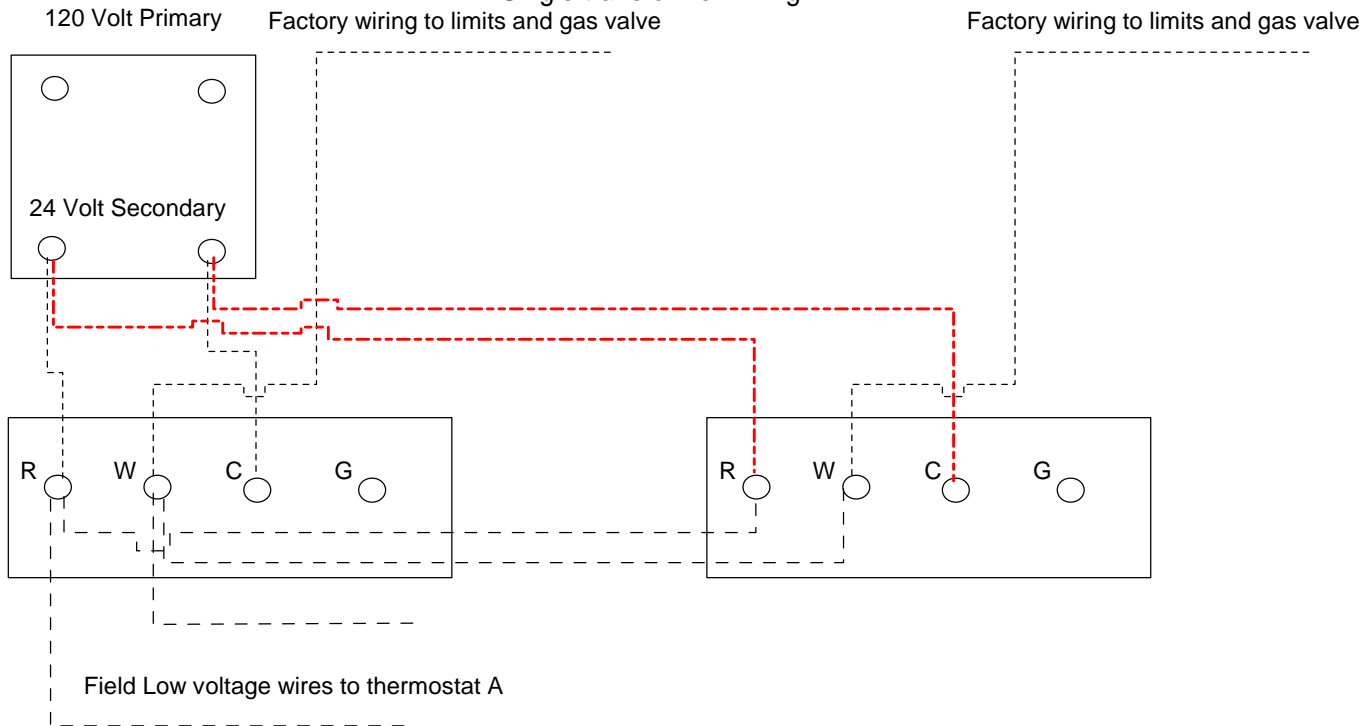 120 Volt Primary
Factory wiring to limits and gas valve
Factory wiring to limits and gas valve
24 Volt Secondary
R
W
C
G
R
W
C
G
Field Low voltage wires to thermostat A